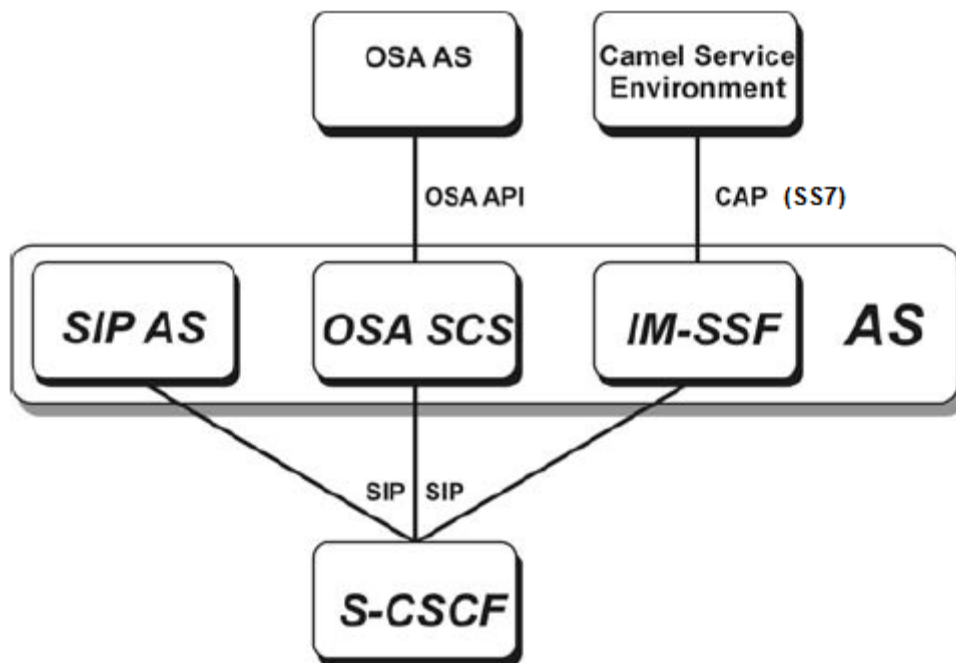 OSA AS
Camel Service
Environment
OSA API
CAP (SS7)
SIP AS
OSA SCS
IM-SSF
AS
SIP
SIP
S-CSCF